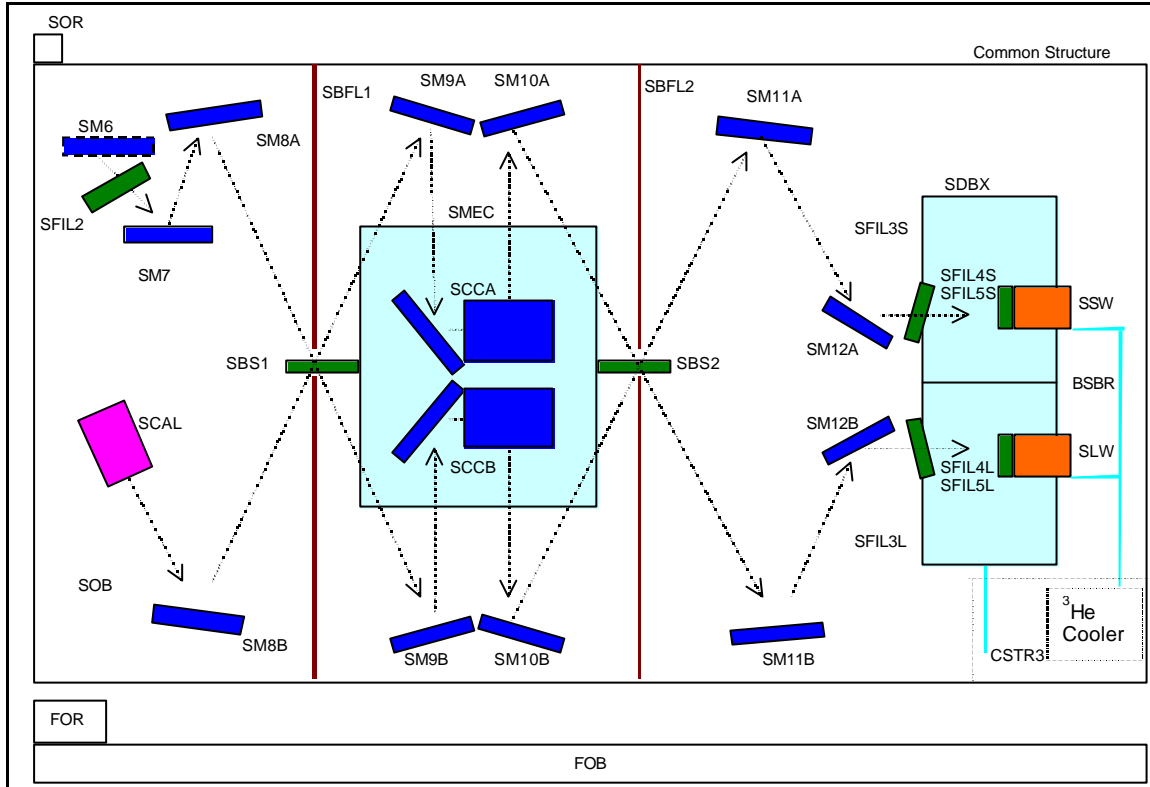 SOR
Common Structure
SM6
SM8A
SBFL1
SM9A
SM10A
SBFL2
SM11A
SFIL2
SM7
SMEC
SDBX
SFIL3S
SCCA
SFIL4S
SFIL5S
SSW
SM12A
SBS1
SBS2
BSBR
SCAL
SM12B
SCCB
SFIL4L
SFIL5L
SLW
SFIL3L
SOB
SM8B
SM9B
SM10B
SM11B
CSTR3
3He
Cooler
FOR
FOB